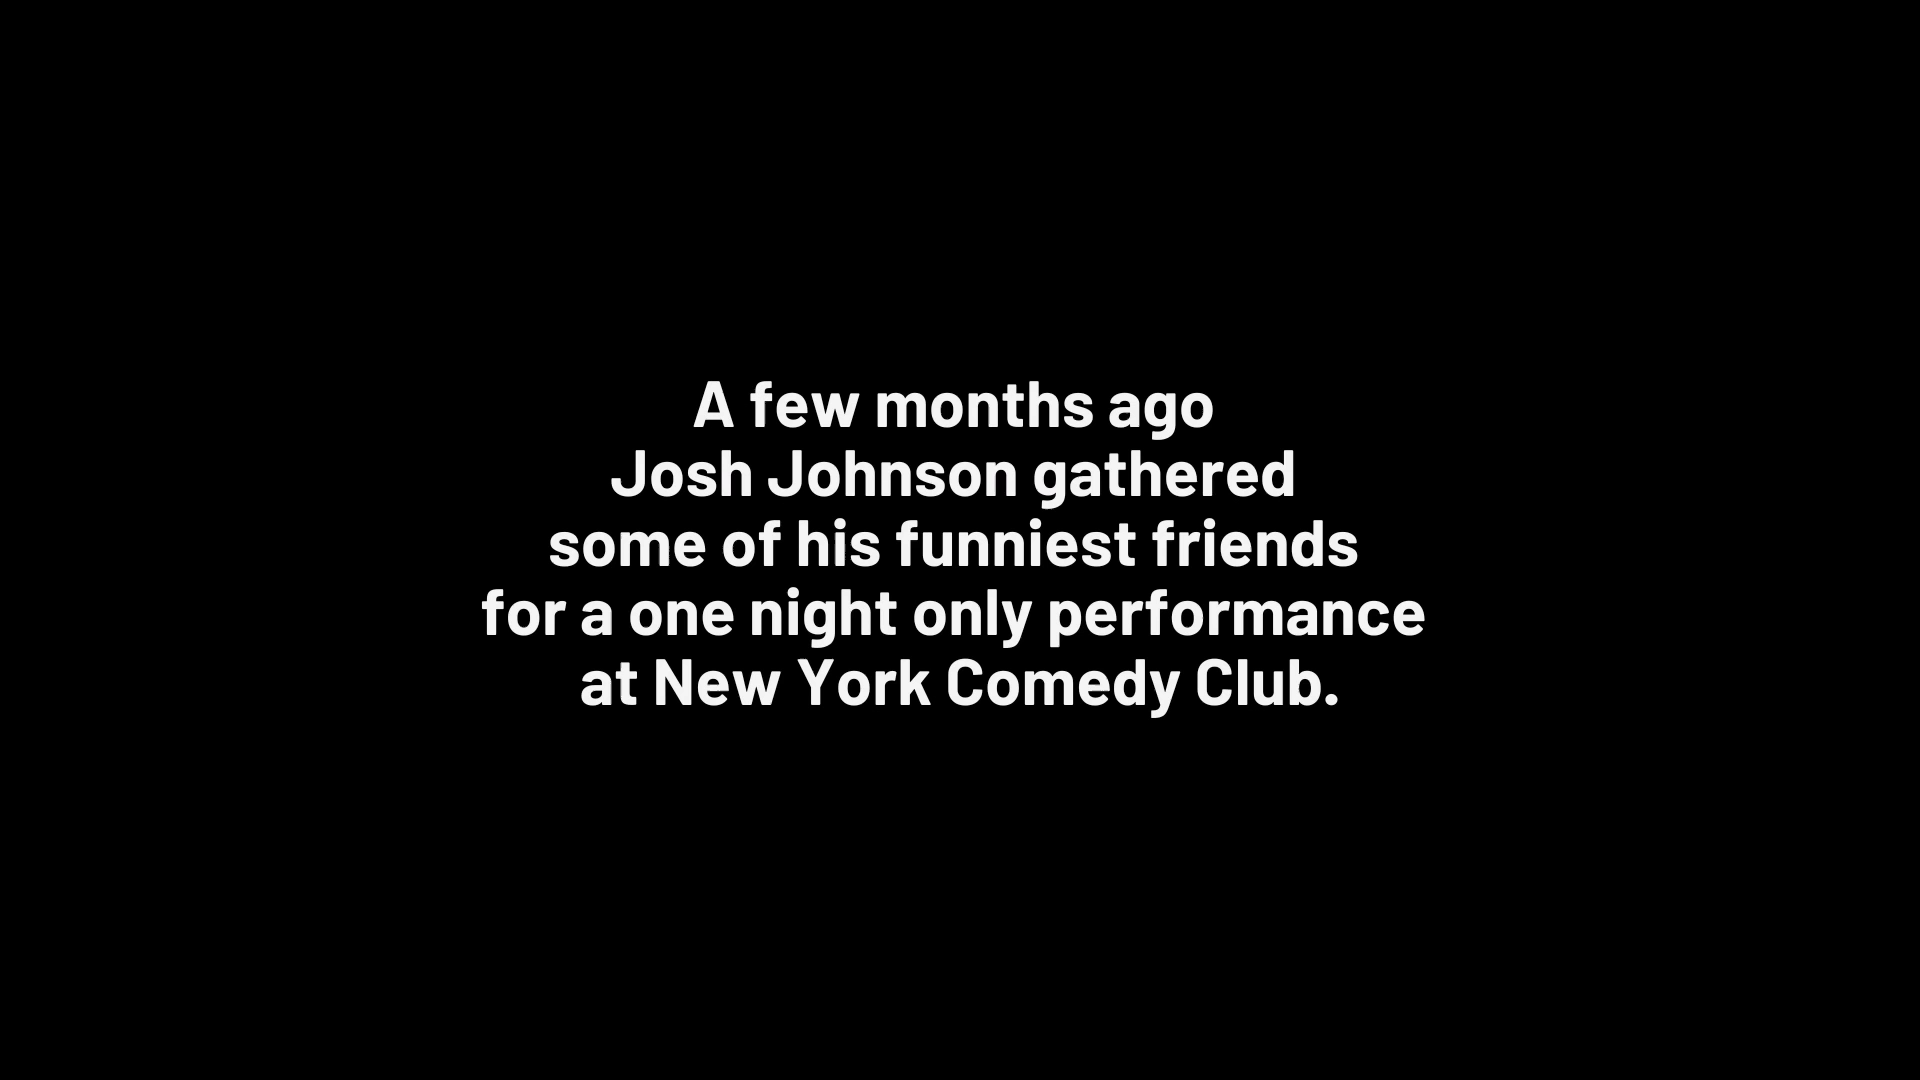 A few months ago
Josh Johnson gathered
some of his funniest friends
for a one night only performance
at New York Comedy Club.